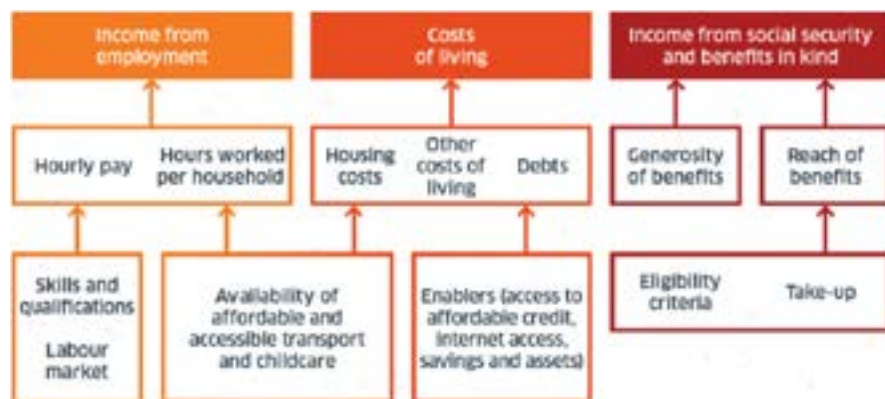 Income from
employment
Costs
of living
Income from social security
and benefits in kind
Hourly pay
Hours worked
per household
Housing
costs
Other
costs of
living
Debts
Generosity
of benefits
Reach of
benefits
Skills and
qualifications
Labour
market
Availability of
affordable and
accessible transport
and childcare
Enablers (access to
affordable credit,
internet access,
savings and assets)
Eligibility
criteria
Take-up